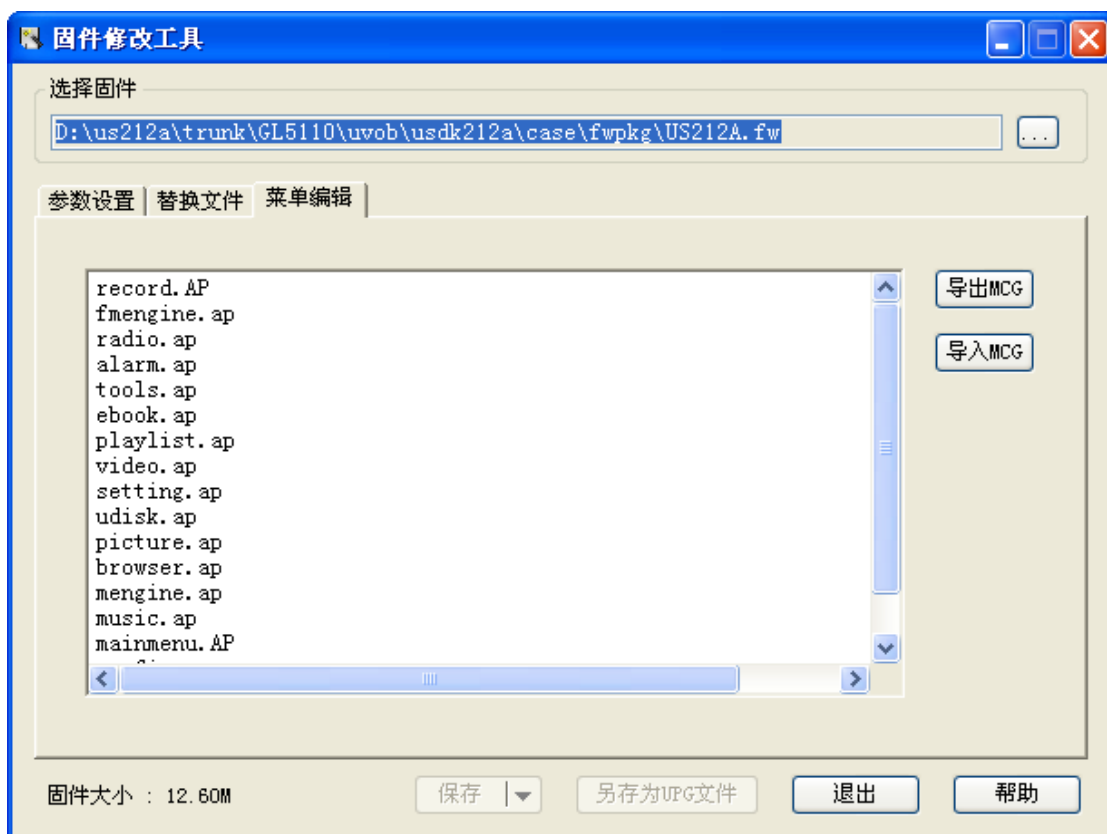 固件修改工具
选择固件
D:\us212a\trunk\GL5110\uvob\usdk212a\case\fwpkg\US212A.fw
...
参数设置 替换文件 菜单编辑
record.AP
fmengine.ap
radio.ap
alarm.ap
tools.ap
ebook.ap
playlist.ap
video.ap
setting.ap
udisk.ap
picture.ap
browser.ap
mengine.ap
music.ap
mainmenu.AP
导出MCG
导入MCG
固件大小 : 12.60M
保存
另存为UPG文件
退出
帮助